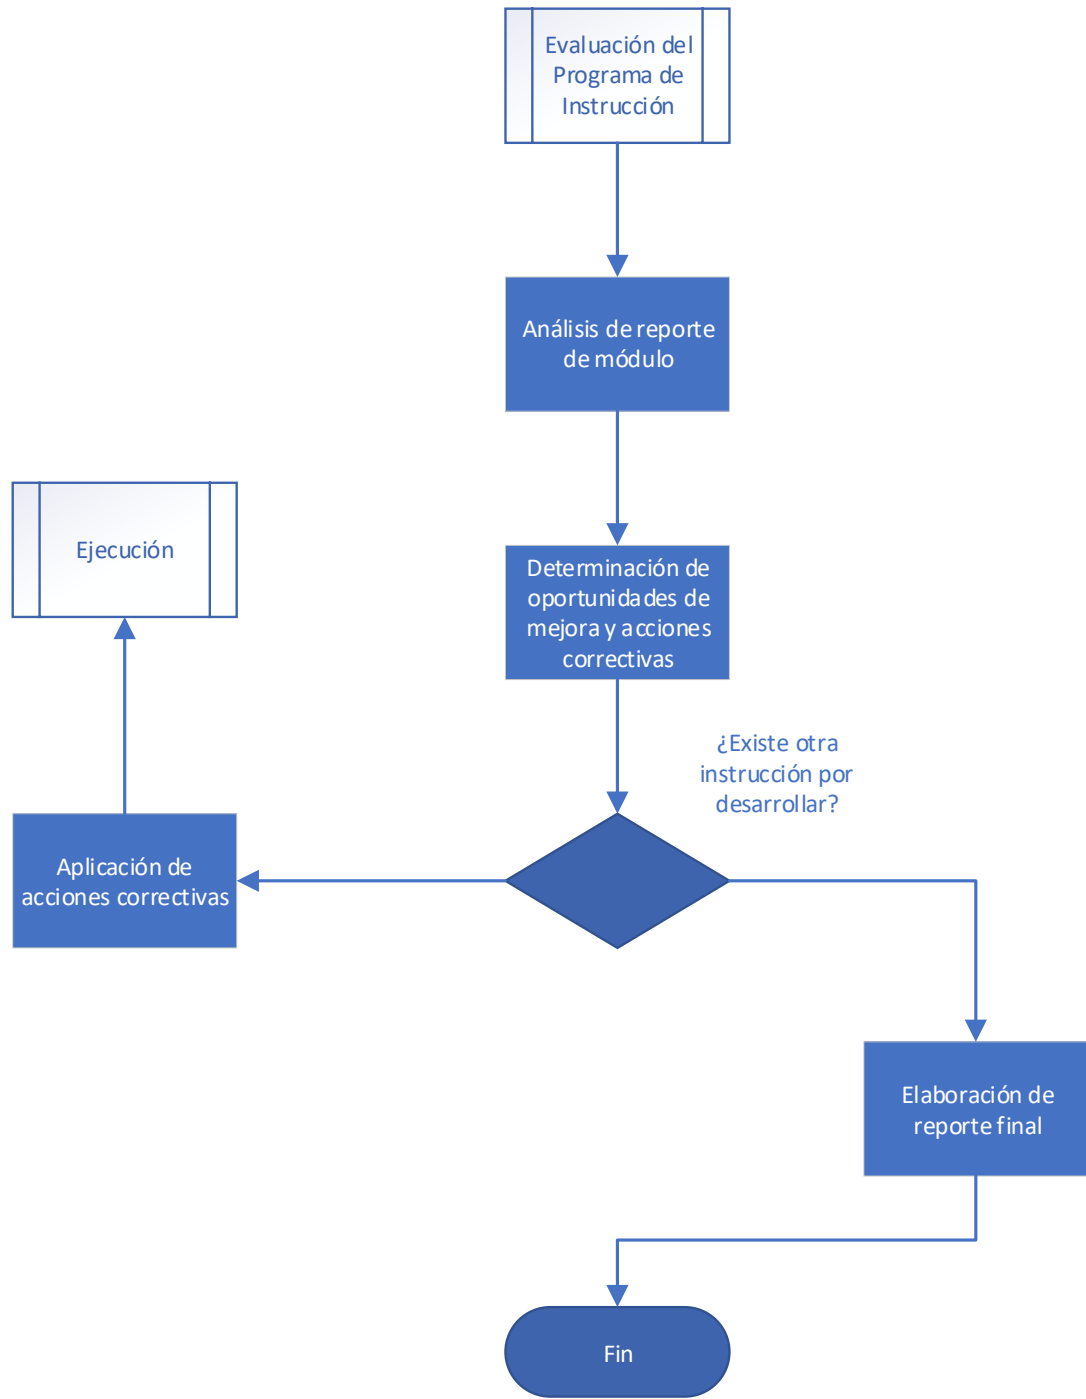 Evaluación del
Programa de
Instrucción
Análisis de reporte
de módulo
Ejecución
Determinación de
oportunidades de
mejora y acciones
correctivas
¿Existe otra
instrucción por
desarrollar?
Aplicación de
acciones correctivas
Elaboración de
reporte final
Fin